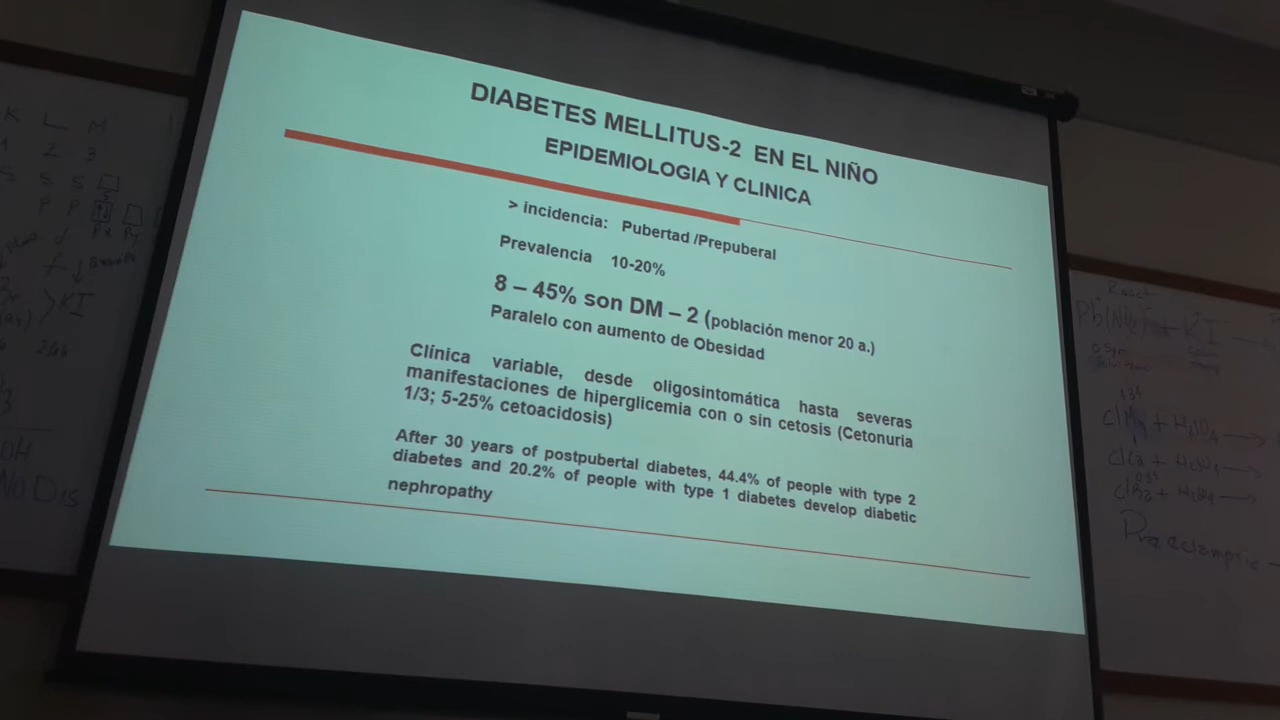 DIABETES MELLITUS-2 EN EL NIÑO
EPIDEMIOLOGIA Y CLINICA
> incidencia: Pubertad /Prepuberal
Prevalencia 10-20%
8 – 45% son DM – 2 (población menor 20 a.)
Paralelo con aumento de Obesidad
Clínica variable, desde oligosintomática hasta severas
manifestaciones de hiperglicemia con o sin cetosis (Cetonuria
1/3; 5-25% cetoacidosis)
After 30 years of postpubertal diabetes, 44.4% of people with type 2
diabetes and 20.2% of people with type 1 diabetes develop diabetic
nephropathy
K L M
1 2 3
S S S
P P